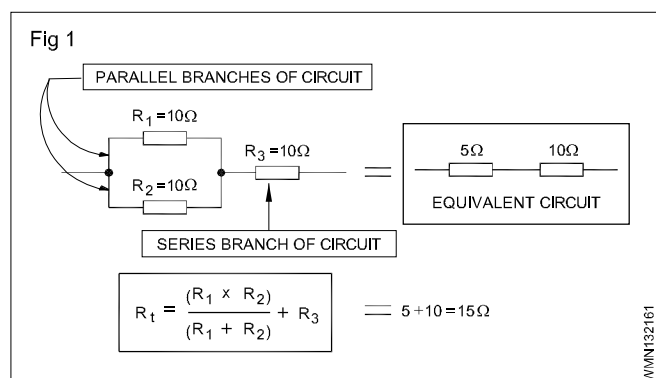 Fig 1
PARALLEL BRANCHES OF CIRCUIT
R1=10Ω
R3=10Ω
R2=10Ω
5Ω 10Ω
EQUIVALENT CIRCUIT
SERIES BRANCH OF CIRCUIT
Rt = (R1 x R2) / (R1 + R2) + R3 = 5+10=15Ω
WMN132161